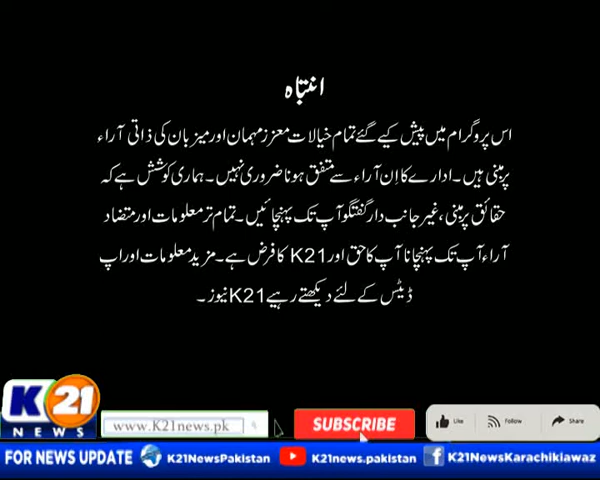 انتباہ
اس پروگرام میں پیش کیے گئے تمام خیالات معزز مہمان اور میزبان کی ذاتی آراء
پر مبنی ہیں۔ ادارے کا اِن آراء سے متفق ہونا ضروری نہیں۔ ہماری کوشش ہے کہ
حقائق پر مبنی، غیر جانب دار گفتگو آپ تک پہنچائیں۔ تمام تر معلومات اور متضاد
آراء آپ تک پہنچانا آپ کا حق اور K21 کا فرض ہے۔ مزید معلومات اور اپ
ڈیٹس کے لئے دیکھتے رہیے K21 نیوز۔
K21
NEWS
www.K21news.pk
SUBSCRIBE
Like
Follow
Share
FOR NEWS UPDATE
K21NewsPakistan
K21news.pakistan
K21NewsKarachikiawaz